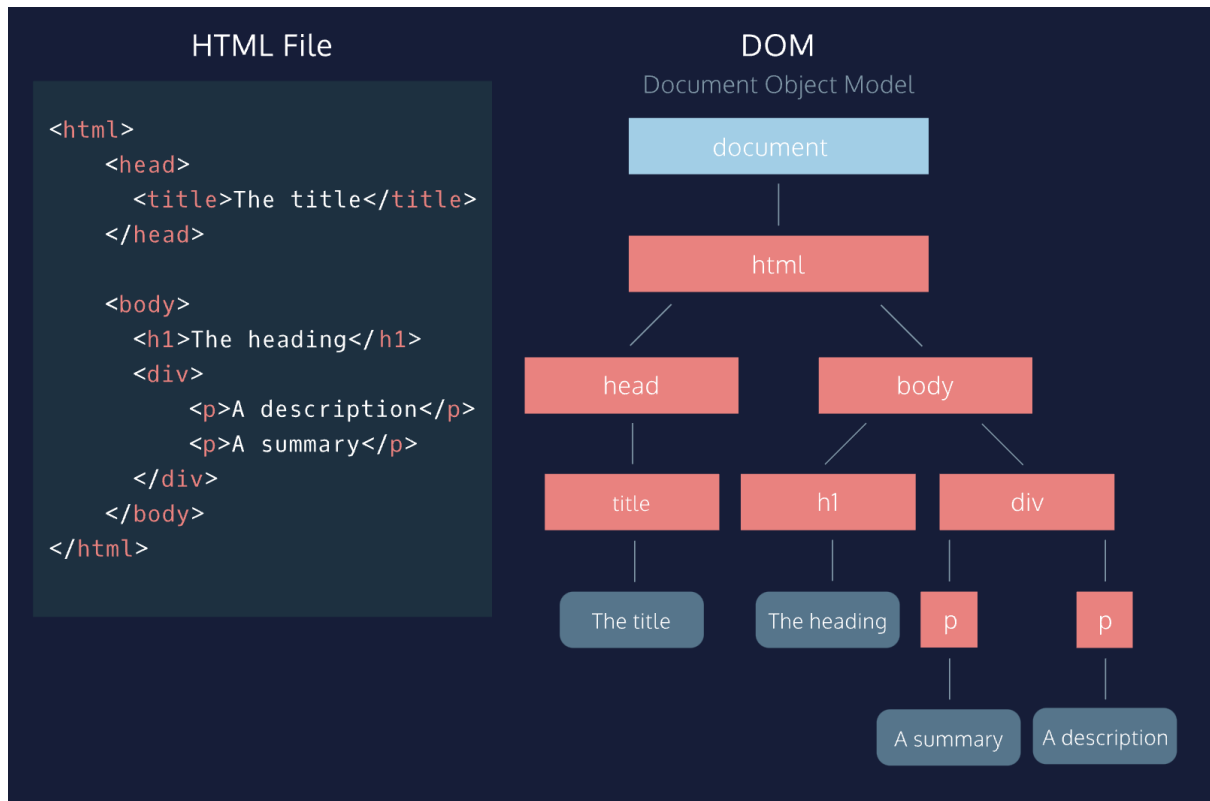 HTML File
<html>
<head>
<title>The title</title>
</head>
<body>
<h1>The heading</h1>
<div>
<p>A description</p>
<p>A summary</p>
</div>
</body>
</html>
DOM
Document Object Model
document
html
head body
title h1 div
The title The heading p p
A summary A description